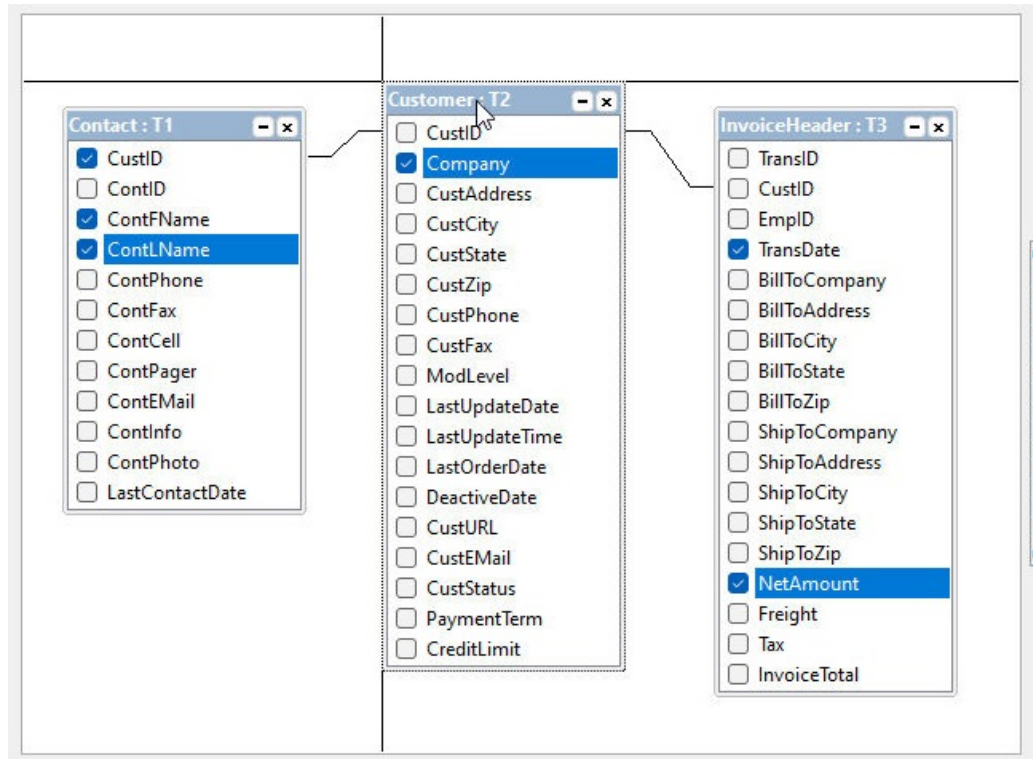 Contact : T1
CustID
ContID
ContFName
ContLName
ContPhone
ContFax
ContCell
ContPager
ContEMail
ContInfo
ContPhoto
LastContactDate
Customer : T2
CustID
Company
CustAddress
CustCity
CustState
CustZip
CustPhone
CustFax
ModLevel
LastUpdateDate
LastUpdateTime
LastOrderDate
DeactiveDate
CustURL
CustEMail
CustStatus
PaymentTerm
CreditLimit
InvoiceHeader : T3
TransID
CustID
EmpID
TransDate
BillToCompany
BillToAddress
BillToCity
BillToState
BillToZip
ShipToCompany
ShipToAddress
ShipToCity
ShipToState
ShipToZip
NetAmount
Freight
Tax
InvoiceTotal